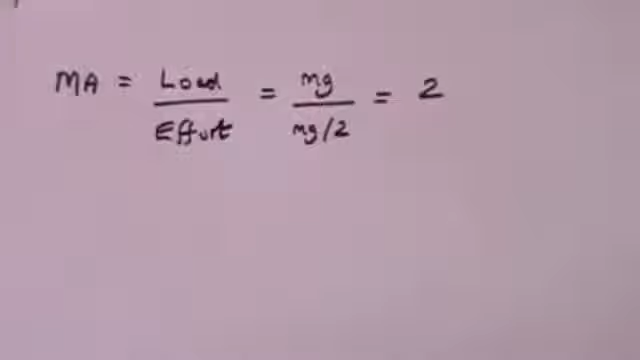 MA = Load / Effort = mg / mg/2 = 2